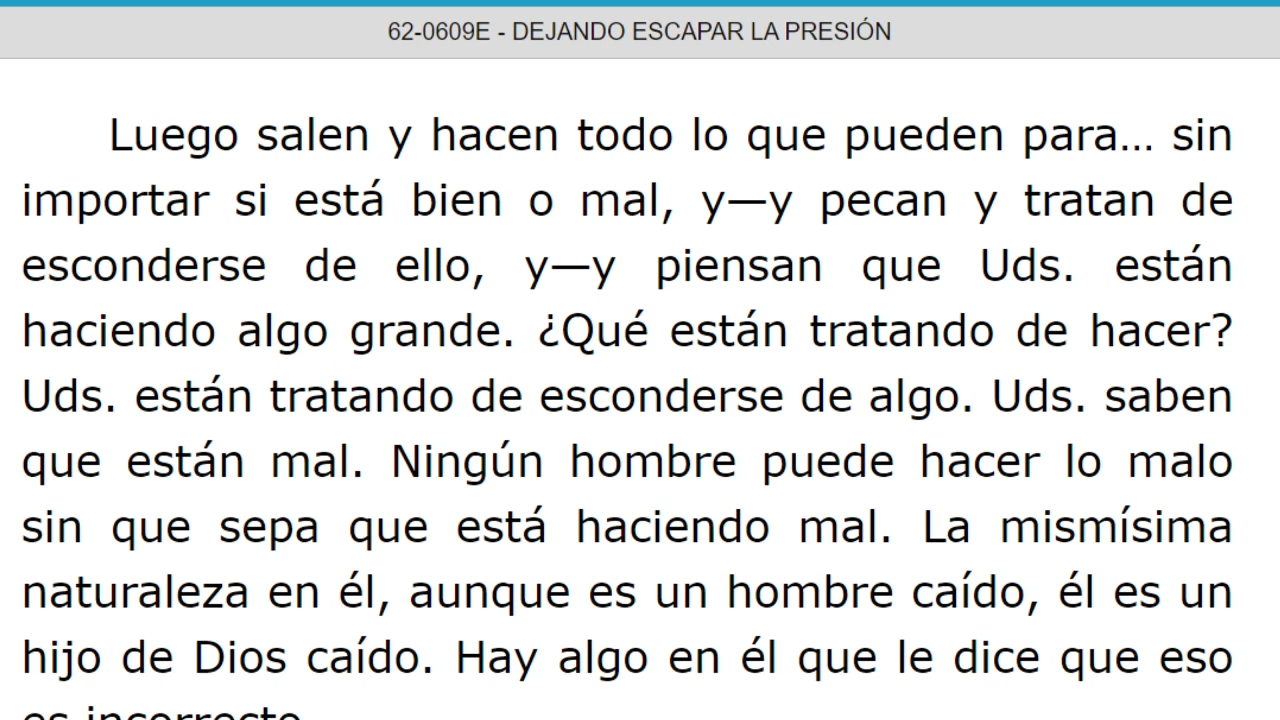 62-0609E - DEJANDO ESCAPAR LA PRESIÓN
Luego salen y hacen todo lo que pueden para... sin
importar si está bien o mal, y—y pecan y tratan de
esconderse de ello, y—y piensan que Uds. están
haciendo algo grande. ¿Qué están tratando de hacer?
Uds. están tratando de esconderse de algo. Uds. saben
que están mal. Ningún hombre puede hacer lo malo
sin que sepa que está haciendo mal. La mismísima
naturaleza en él, aunque es un hombre caído, él es un
hijo de Dios caído. Hay algo en él que le dice que eso
es incorrecto.